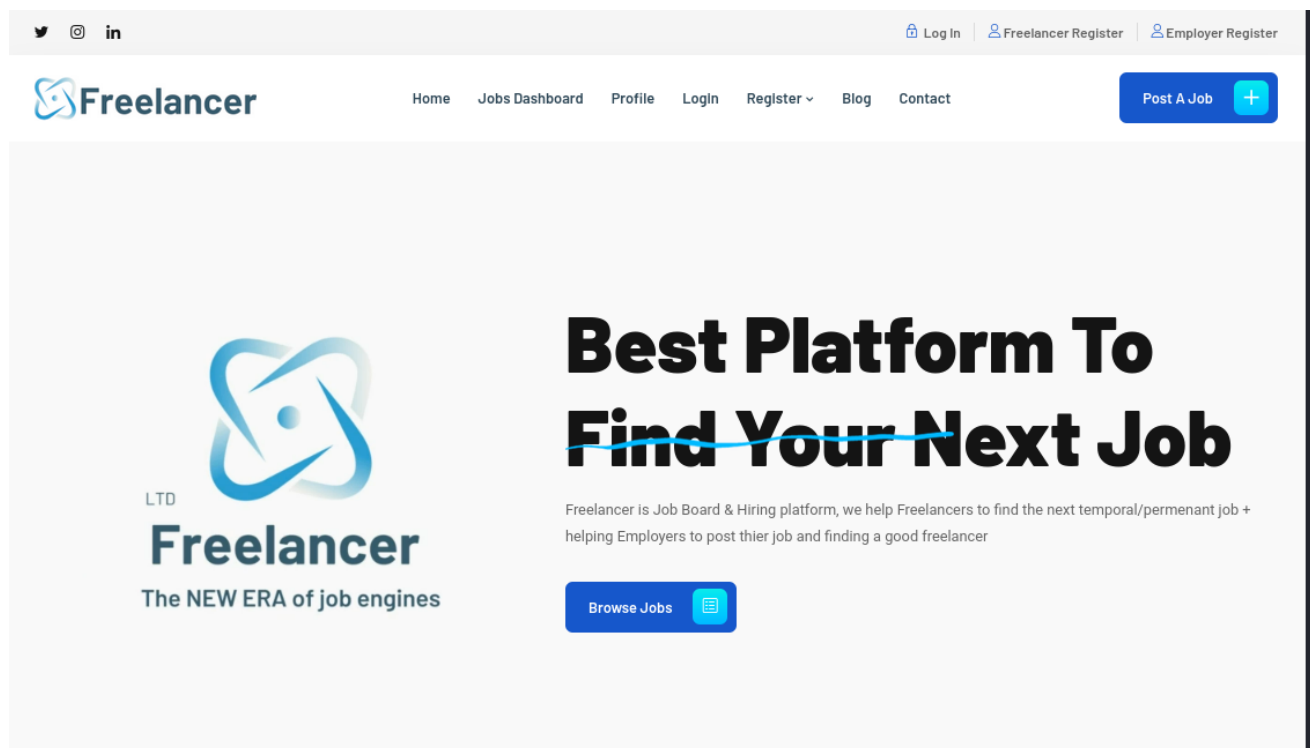 in
Log In
Freelancer Register
Employer Register
Freelancer
Home
Jobs Dashboard
Profile
Login
Register
Blog
Contact
Post A Job
LTD
Freelancer
The NEW ERA of job engines
Best Platform To
Find Your Next Job
Freelancer is Job Board & Hiring platform, we help Freelancers to find the next temporal/permenant job +
helping Employers to post thier job and finding a good freelancer
Browse Jobs